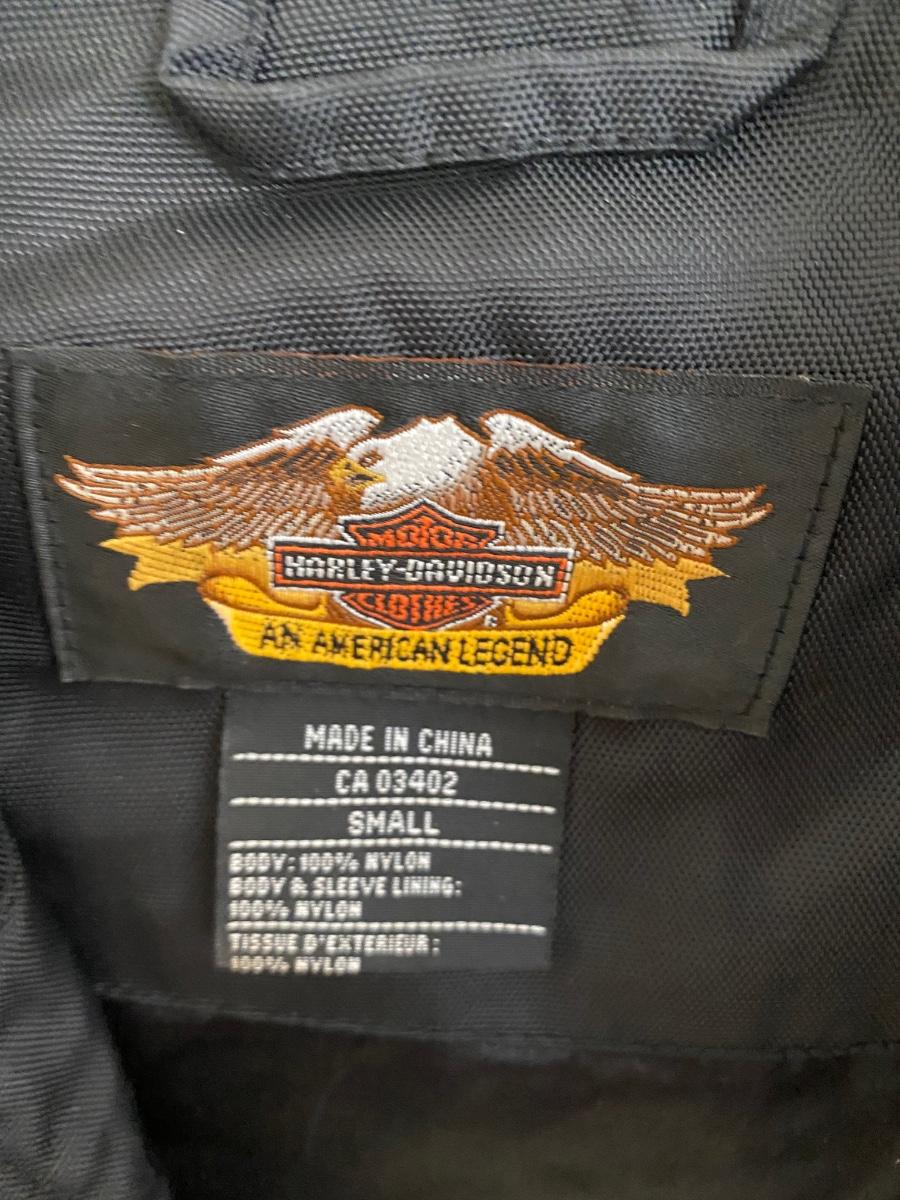 MOTOR
HARLEY-DAVIDSON
CLOTHES
®
AN AMERICAN LEGEND
MADE IN CHINA
CA 03402
SMALL
BODY: 100% NYLON
BODY & SLEEVE LINING:
100% NYLON
TISSUE D'EXTERIEUR:
100% NYLON